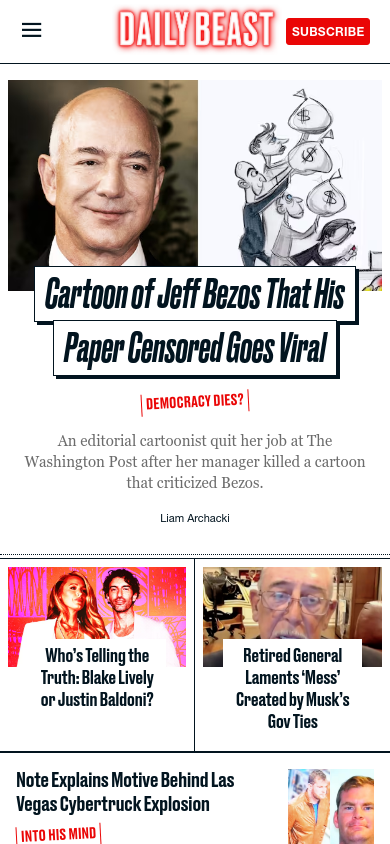 DAILY BEAST
SUBSCRIBE
$
$
$
Cartoon of Jeff Bezos That His
Paper Censored Goes Viral
DEMOCRACY DIES?
An editorial cartoonist quit her job at The
Washington Post after her manager killed a cartoon
that criticized Bezos.
Liam Archacki
Who’s Telling the
Truth: Blake Lively
or Justin Baldoni?
Retired General
Laments ‘Mess’
Created by Musk’s
Gov Ties
Note Explains Motive Behind Las
Vegas Cybertruck Explosion
INTO HIS MIND